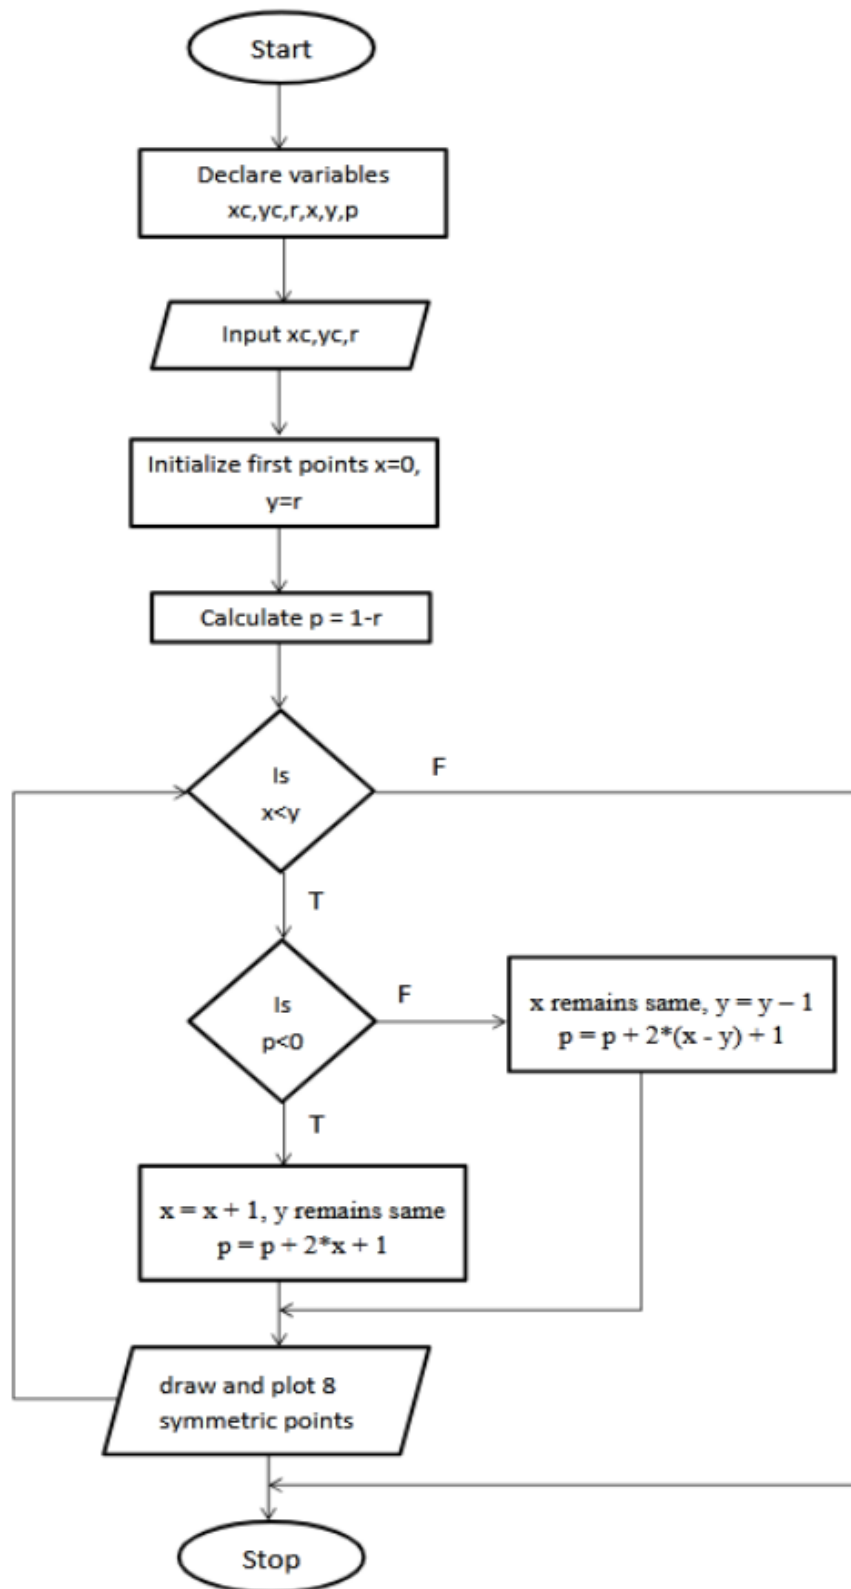 Start
Declare variables
xc,yc,r,x,y,p
Input xc,yc,r
Initialize first points x=0,
y=r
Calculate p = 1-r
Is
x<y
F
T
Is
p<0
F
x remains same, y = y – 1
p = p + 2*(x - y) + 1
T
x = x + 1, y remains same
p = p + 2*x + 1
draw and plot 8
symmetric points
Stop